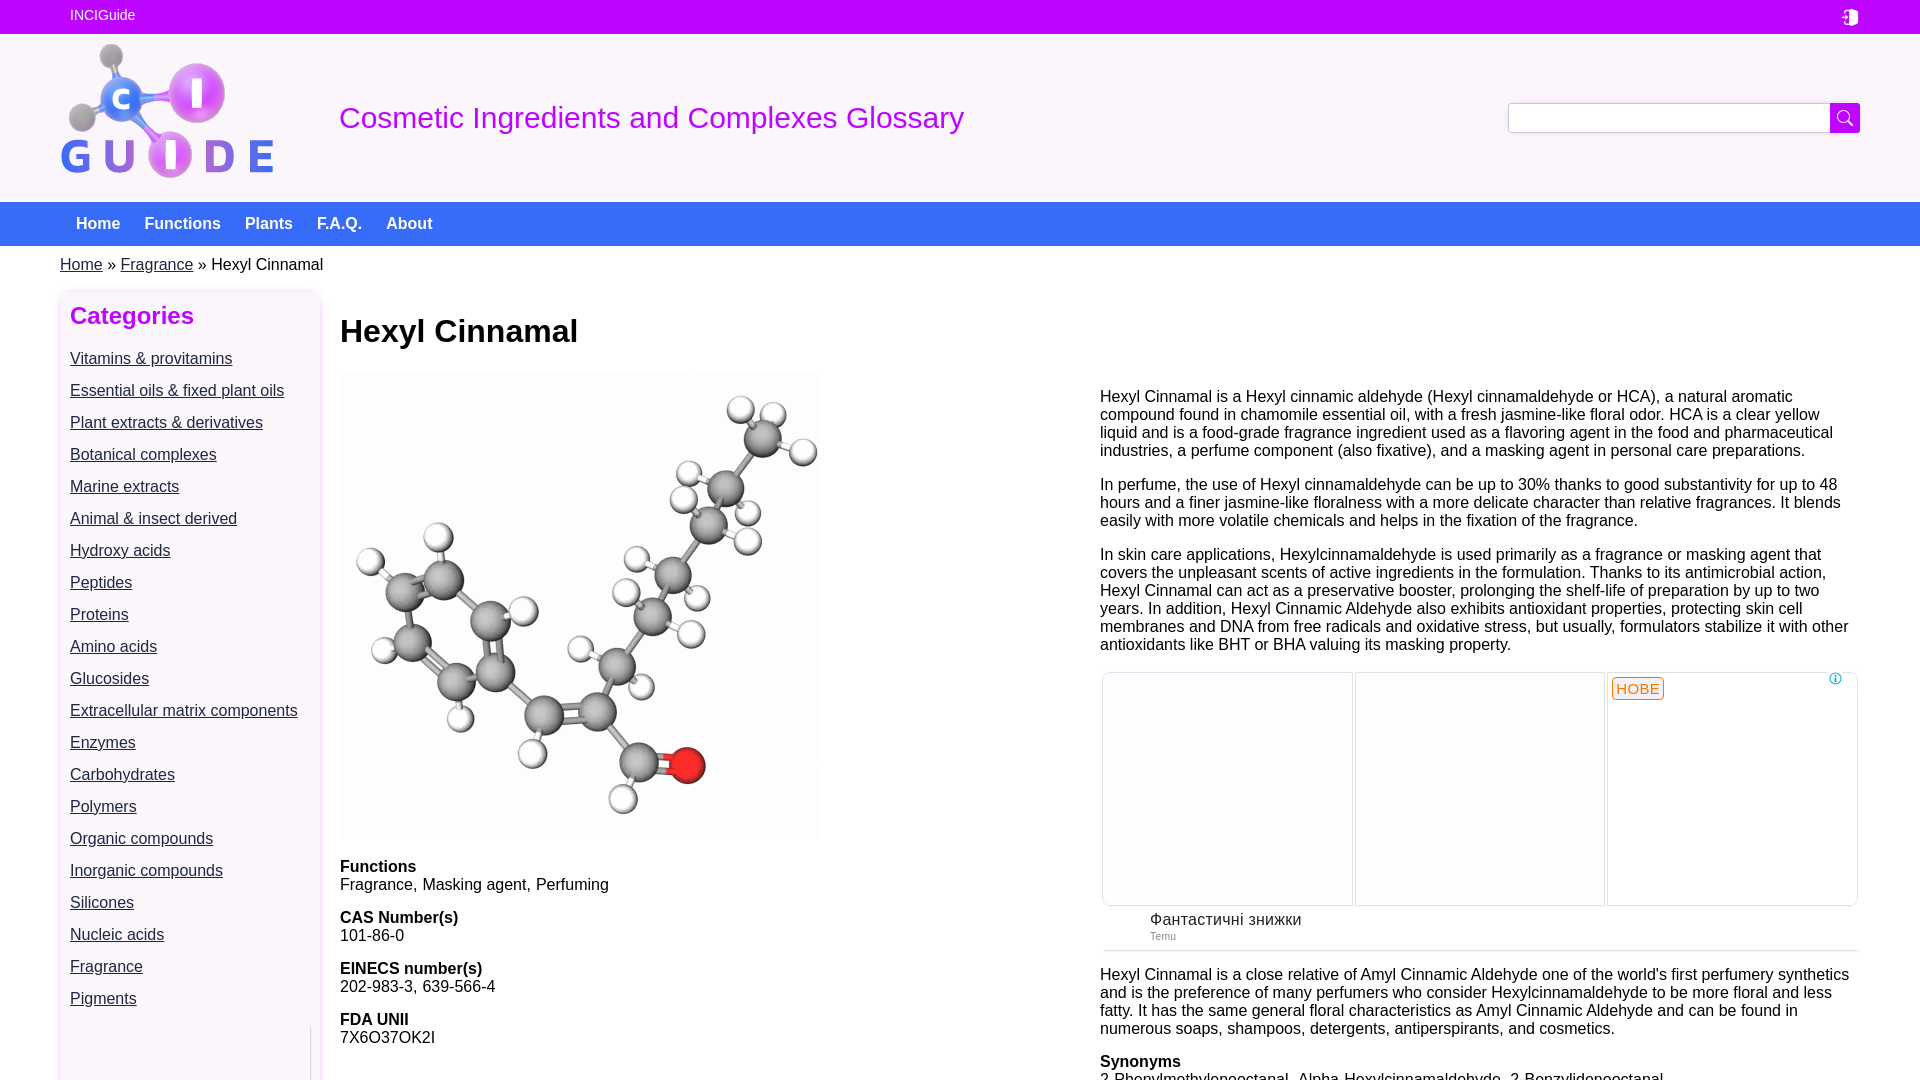 INCIGuide
C I
GUIDE
Cosmetic Ingredients and Complexes Glossary
Home Functions Plants F.A.Q. About
Home » Fragrance » Hexyl Cinnamal
Categories
Vitamins & provitamins
Essential oils & fixed plant oils
Plant extracts & derivatives
Botanical complexes
Marine extracts
Animal & insect derived
Hydroxy acids
Peptides
Proteins
Amino acids
Glucosides
Extracellular matrix components
Enzymes
Carbohydrates
Polymers
Organic compounds
Inorganic compounds
Silicones
Nucleic acids
Fragrance
Pigments
Hexyl Cinnamal
Functions
Fragrance, Masking agent, Perfuming
CAS Number(s)
101-86-0
EINECS number(s)
202-983-3, 639-566-4
FDA UNII
7X6O37OK2I
Hexyl Cinnamal is a Hexyl cinnamic aldehyde (Hexyl cinnamaldehyde or HCA), a natural aromatic
compound found in chamomile essential oil, with a fresh jasmine-like floral odor. HCA is a clear yellow
liquid and is a food-grade fragrance ingredient used as a flavoring agent in the food and pharmaceutical
industries, a perfume component (also fixative), and a masking agent in personal care preparations.
In perfume, the use of Hexyl cinnamaldehyde can be up to 30% thanks to good substantivity for up to 48
hours and a finer jasmine-like floralness with a more delicate character than relative fragrances. It blends
easily with more volatile chemicals and helps in the fixation of the fragrance.
In skin care applications, Hexylcinnamaldehyde is used primarily as a fragrance or masking agent that
covers the unpleasant scents of active ingredients in the formulation. Thanks to its antimicrobial action,
Hexyl Cinnamal can act as a preservative booster, prolonging the shelf-life of preparation by up to two
years. In addition, Hexyl Cinnamic Aldehyde also exhibits antioxidant properties, protecting skin cell
membranes and DNA from free radicals and oxidative stress, but usually, formulators stabilize it with other
antioxidants like BHT or BHA valuing its masking property.
НОВЕ
Фантастичні знижки
Temu
Hexyl Cinnamal is a close relative of Amyl Cinnamic Aldehyde one of the world's first perfumery synthetics
and is the preference of many perfumers who consider Hexylcinnamaldehyde to be more floral and less
fatty. It has the same general floral characteristics as Amyl Cinnamic Aldehyde and can be found in
numerous soaps, shampoos, detergents, antiperspirants, and cosmetics.
Synonyms
2-Phenylmethyleneoctanal, Alpha-Hexylcinnamaldehyde, 2-Benzylideneoctanal